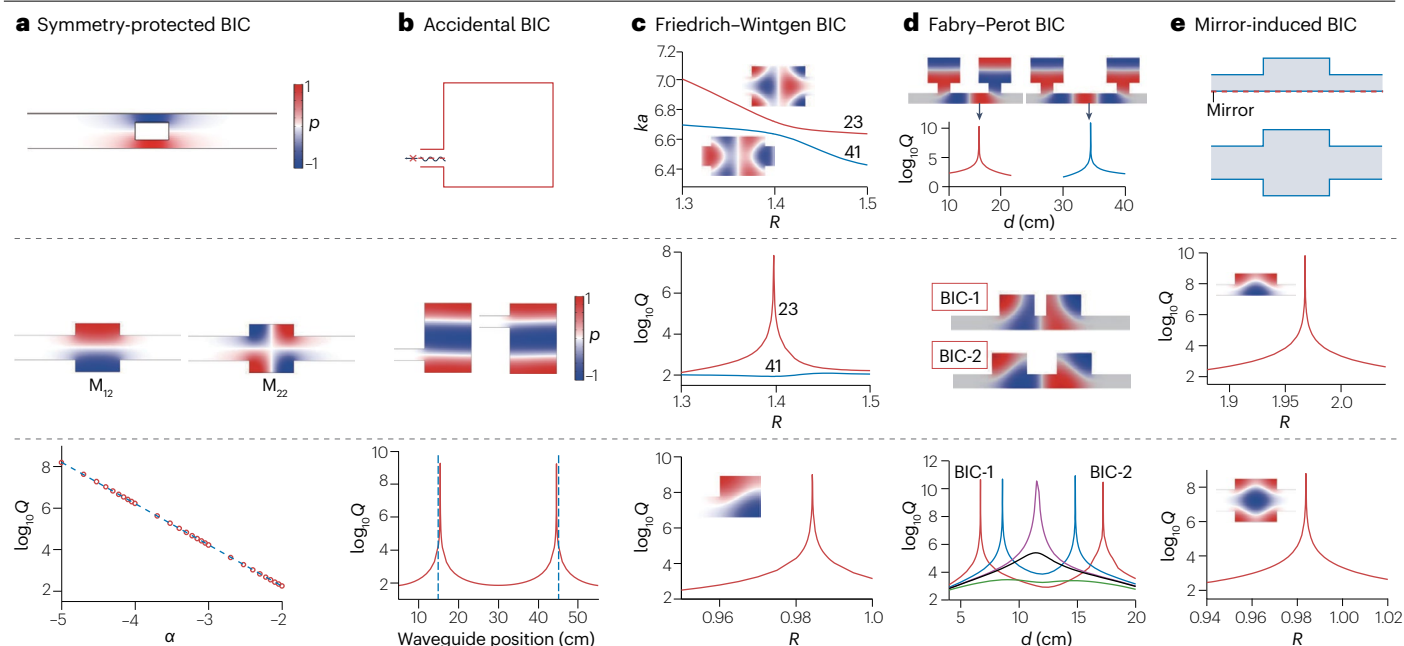 a Symmetry-protected BIC
1
p
–1
M12
M22
log10Q
8
6
4
2
–5
–4
–3
–2
α
b Accidental BIC
1
p
–1
log10Q
10
8
6
4
2
10
20
30
40
50
Waveguide position (cm)
c Friedrich–Wintgen BIC
ka
7.2
7.0
6.8
6.6
6.4
23
41
1.3
1.4
1.5
R
log10Q
8
6
4
2
23
41
1.3
1.4
1.5
R
log10Q
10
8
6
4
2
0.96
0.98
1.0
R
d Fabry–Perot BIC
log10Q
10
5
0
10
20
30
40
d (cm)
BIC-1
BIC-2
log10Q
12
10
8
6
4
2
BIC-1
BIC-2
5
10
15
20
d (cm)
e Mirror-induced BIC
Mirror
log10Q
10
8
6
4
2
1.9
1.95
2.0
R
log10Q
8
6
4
2
0.94
0.96
0.98
1.00
1.02
R